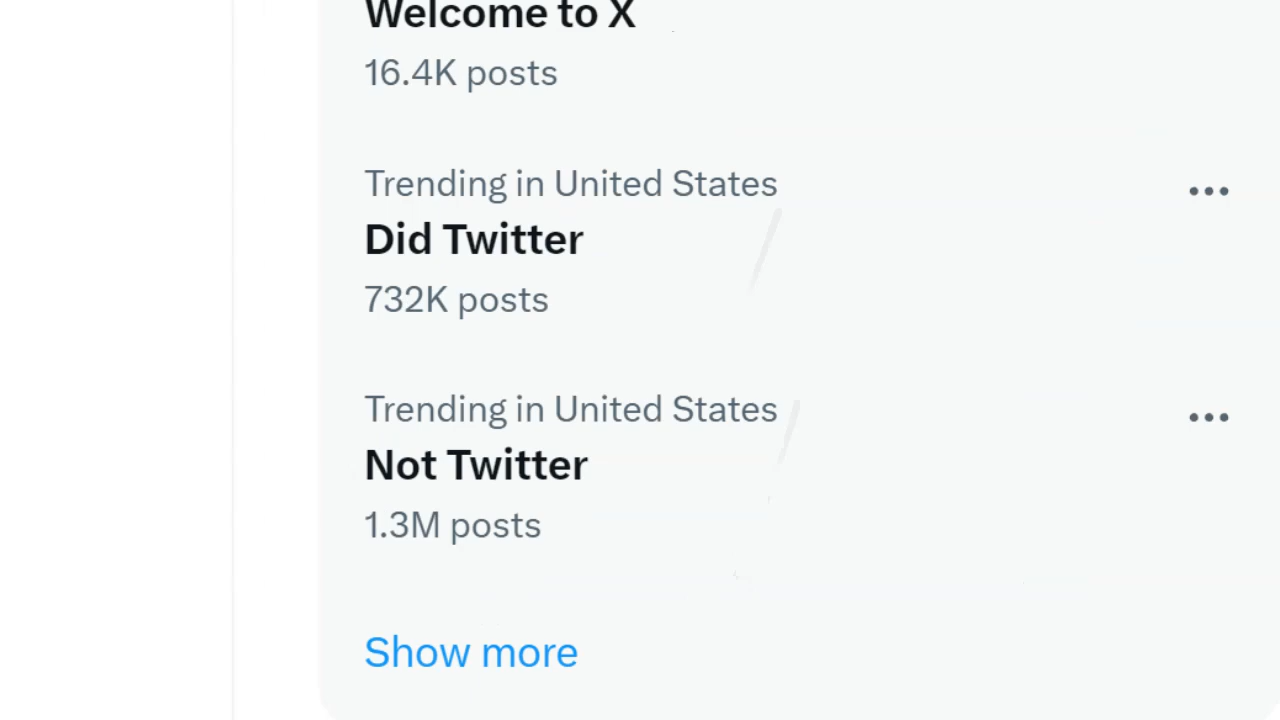 Welcome to X
16.4K posts
Trending in United States
Did Twitter
732K posts
Trending in United States
Not Twitter
1.3M posts
Show more